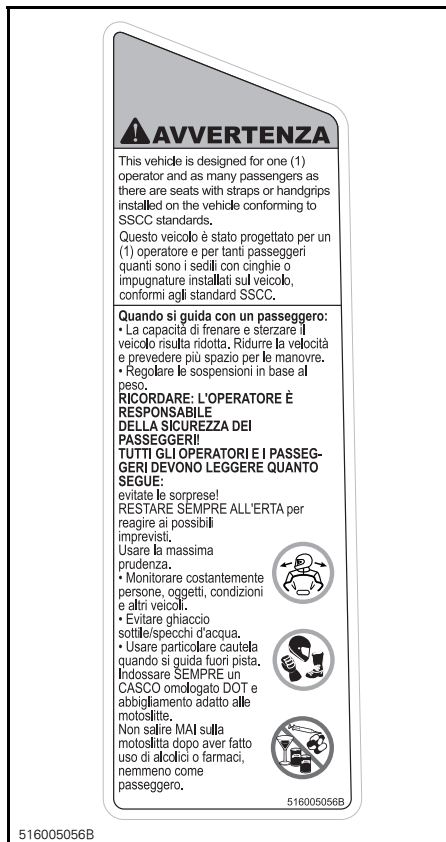 AVVERTENZA
This vehicle is designed for one (1)
operator and as many passengers as
there are seats with straps or handgrips
installed on the vehicle conforming to
SSCC standards.
Questo veicolo è stato progettato per un
(1) operatore e per tanti passeggeri
quanti sono i sedili con cinghie o
impugnature installati sul veicolo,
conformi agli standard SSCC.
Quando si guida con un passeggero:
• La capacità di frenare e sterzare il
veicolo risulta ridotta. Ridurre la velocità
e prevedere più spazio per le manovre.
• Regolare le sospensioni in base al
peso.
RICORDARE: L'OPERATORE È
RESPONSABILE
DELLA SICUREZZA DEI
PASSEGGERI!
TUTTI GLI OPERATORI E I PASSEG-
GERI DEVONO LEGGERE QUANTO
SEGUE:
evitate le sorprese!
RESTARE SEMPRE ALL'ERTA per
reagire ai possibili
imprevisti.
Usare la massima
prudenza.
• Monitorare costantemente
persone, oggetti, condizioni
e altri veicoli.
• Evitare ghiaccio
sottile/specchi d'acqua.
• Usare particolare cautela
quando si guida fuori pista.
Indossare SEMPRE un
CASCO omologato DOT e
abbigliamento adatto alle
motoslitte.
Non salire MAI sulla
motoslitta dopo aver fatto
uso di alcolici o farmaci,
nemmeno come
passeggero.
516005056B
516005056B